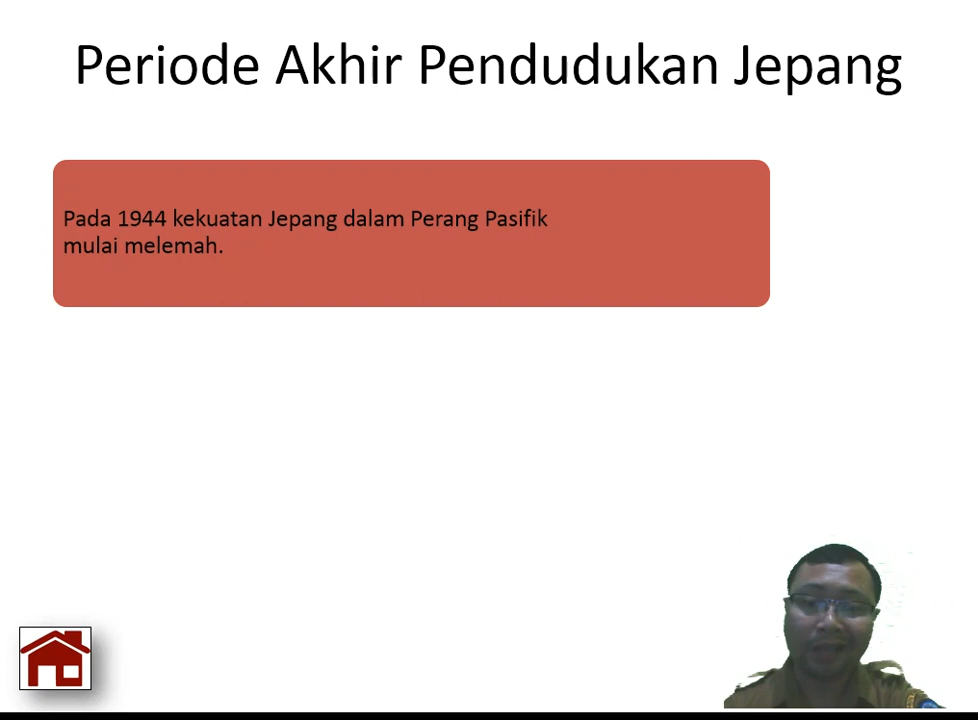 Periode Akhir Pendudukan Jepang
Pada 1944 kekuatan Jepang dalam Perang Pasifik
mulai melemah.